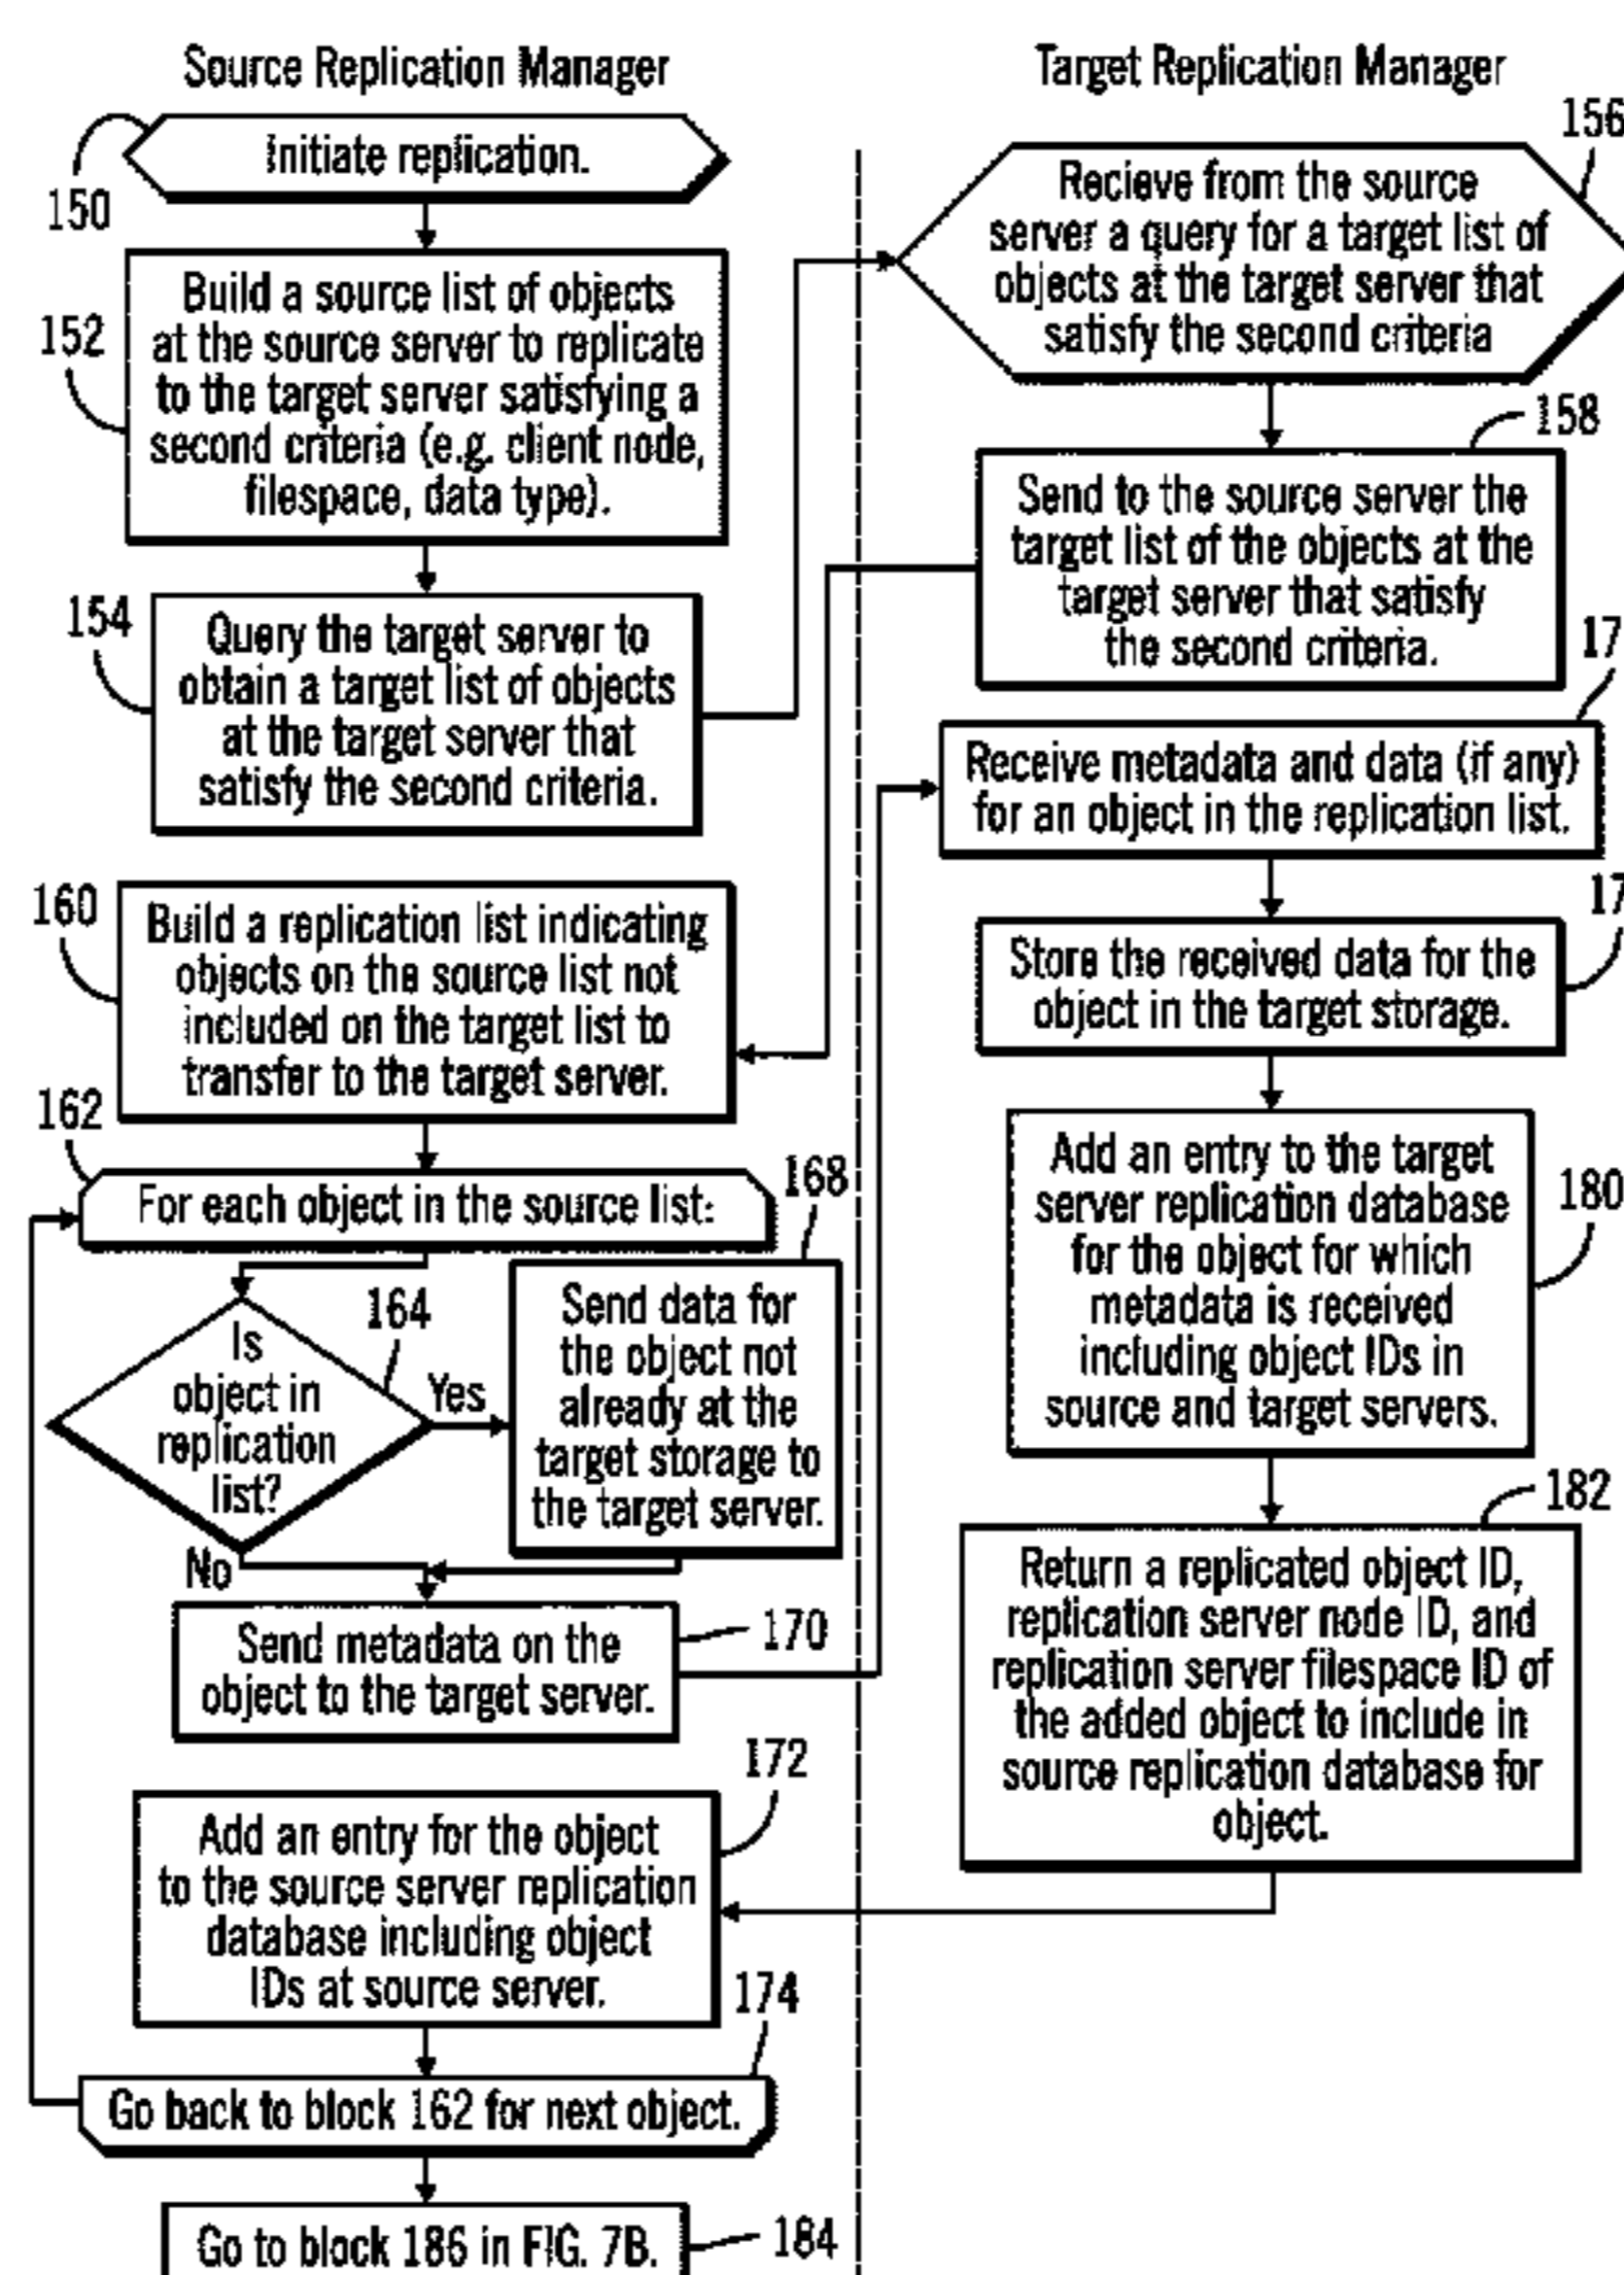 Source Replication Manager
Initiate replication.
150
Build a source list of objects
at the source server to replicate
to the target server satisfying a
second criteria (e.g. client node,
filespace, data type).
152
Query the target server to
obtain a target list of objects
at the target server that
satisfy the second criteria.
154
Build a replication list indicating
objects on the source list not
included on the target list to
transfer to the target server.
160
162
For each object in the source list:
168
164
Is
object in
replication
list?
Yes
No
Send data for
the object not
already at the
target storage to
the target server.
Send metadata on the
object to the target server.
170
172
Add an entry for the object
to the source server replication
database including object
IDs at source server.
174
Go back to block 162 for next object.
Go to block 186 in FIG. 7B.
184
Target Replication Manager
156
Recieve from the source
server a query for a target list of
objects at the target server that
satisfy the second criteria
158
Send to the source server the
target list of the objects at the
target server that satisfy
the second criteria.
17
Receive metadata and data (if any)
for an object in the replication list.
17
Store the received data for the
object in the target storage.
Add an entry to the target
server replication database
for the object for which
metadata is received
including object IDs in
source and target servers.
180
182
Return a replicated object ID,
replication server node ID, and
replication server filespace ID of
the added object to include in
source replication database for
object.